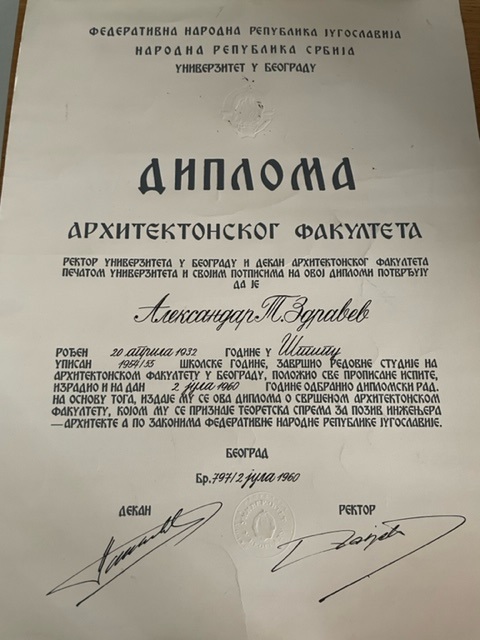 ФЕДЕРАТИВНА НАРОДНА РЕПУБЛИКА ЈУГОСЛАВИЈА
НАРОДНА РЕПУБЛИКА СРБИЈА
УНИВЕРЗИТЕТ У БЕОГРАДУ
ДИПЛОМА
АРХИТЕКТОНСКОГ ФАКУЛТЕТА
РЕКТОР УНИВЕРЗИТЕТА У БЕОГРАДУ И ДЕКАН АРХИТЕКТОНСКОГ ФАКУЛТЕТА
ПЕЧАТОМ УНИВЕРЗИТЕТА И СВОЈИМ ПОТПИСИМА НА ОВОЈ ДИПЛОМИ ПОТВРЂУЈУ
ДА ЈЕ
Александар Т. Здравев
РОЂЕН 20 априла 1932 ГОДИНЕ У Штипу
УПИСАН 1954/55 ШКОЛСКЕ ГОДИНЕ, ЗАВРШИО РЕДОВНЕ СТУДИЈЕ НА
АРХИТЕКТОНСКОМ ФАКУЛТЕТУ У БЕОГРАДУ, ПОЛОЖИО СВЕ ПРОПИСАНЕ ИСПИТЕ,
ИЗРАДИО И НА ДАН 2 јула 1960 ГОДИНЕ ОДБРАНИО ДИПЛОМСКИ РАД.
НА ОСНОВУ ТОГА, ИЗДАЈЕ МУ СЕ ОВА ДИПЛОМА О СВРШЕНОМ АРХИТЕКТОНСКОМ
ФАКУЛТЕТУ, КОЈОМ МУ СЕ ПРИЗНАЈЕ ТЕОРЕТСКА СПРЕМА ЗА ПОЗИВ ИНЖЕЊЕРА
—АРХИТЕКТЕ А ПО ЗАКОНИМА ФЕДЕРАТИВНЕ НАРОДНЕ РЕПУБЛИКЕ ЈУГОСЛАВИЈЕ.
БЕОГРАД
Бр. 797/2 јула 1960
ДЕКАН РЕКТОР